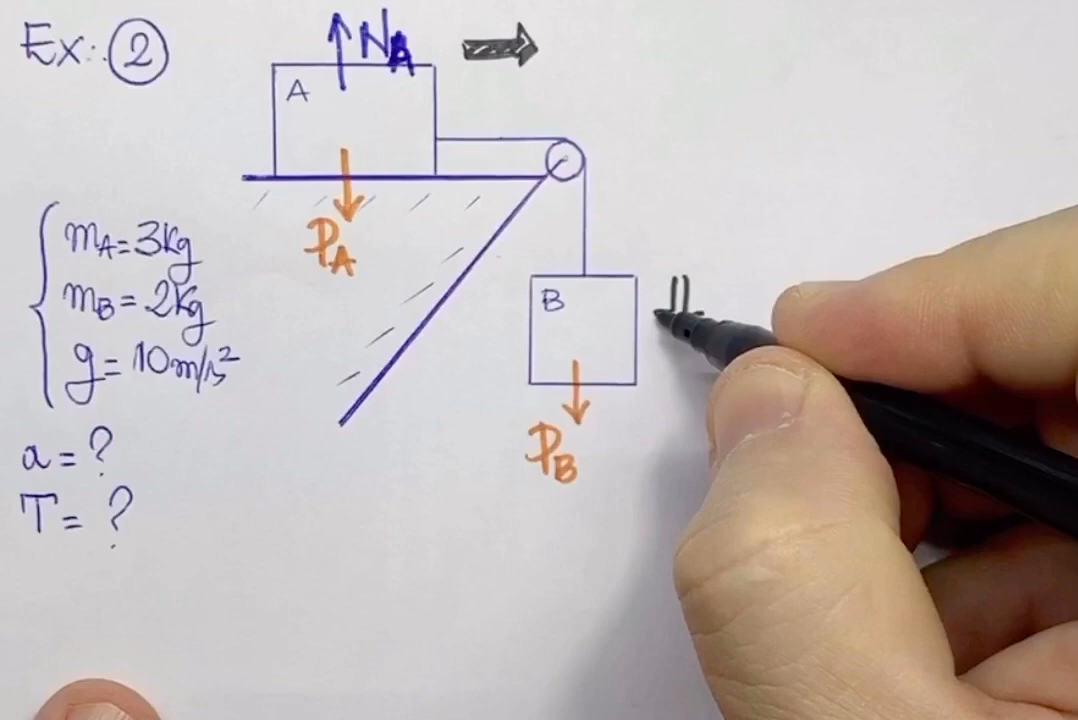 Ex: 2
N_A
A
P_A
m_A = 3Kg
m_B = 2Kg
g = 10m/s²
B
P_B
a = ?
T = ?